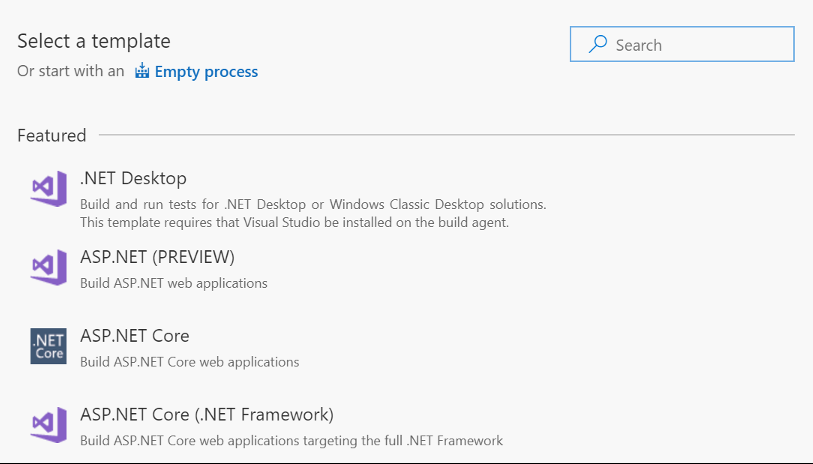 Select a template
Search
Or start with an Empty process
Featured
.NET Desktop
Build and run tests for .NET Desktop or Windows Classic Desktop solutions.
This template requires that Visual Studio be installed on the build agent.
ASP.NET (PREVIEW)
Build ASP.NET web applications
.NET
Core
ASP.NET Core
Build ASP.NET Core web applications
ASP.NET Core (.NET Framework)
Build ASP.NET Core web applications targeting the full .NET Framework